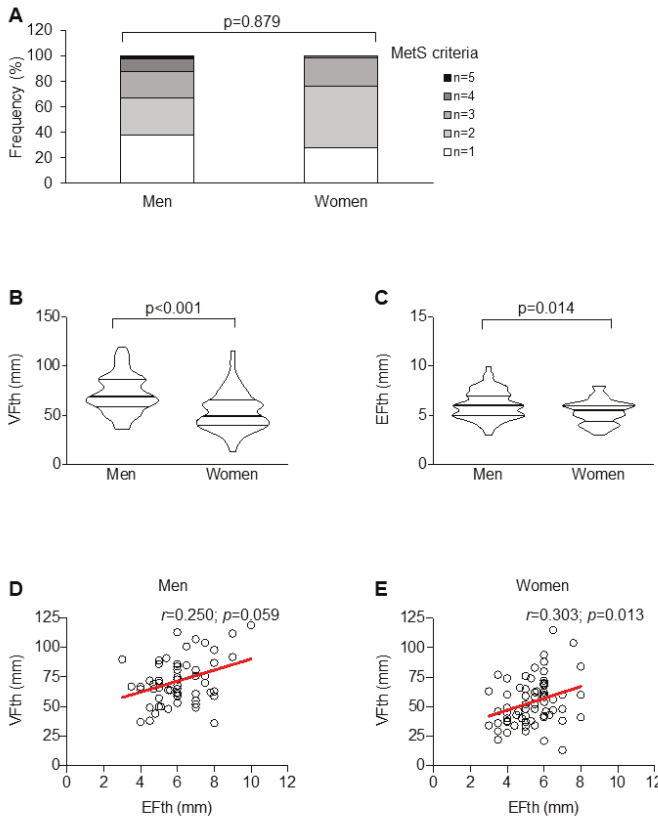 A
p=0.879
120
100
80
60
40
20
0
Frequency (%)
Men
Women
MetS criteria
n=5
n=4
n=3
n=2
n=1
B
p<0.001
150
100
50
0
VFth (mm)
Men
Women
C
p=0.014
15
10
5
0
EFth (mm)
Men
Women
D
Men
r=0.250; p=0.059
125
100
75
50
25
0
VFth (mm)
0 2 4 6 8 10 12
EFth (mm)
E
Women
r=0.303; p=0.013
125
100
75
50
25
0
VFth (mm)
0 2 4 6 8 10 12
EFth (mm)